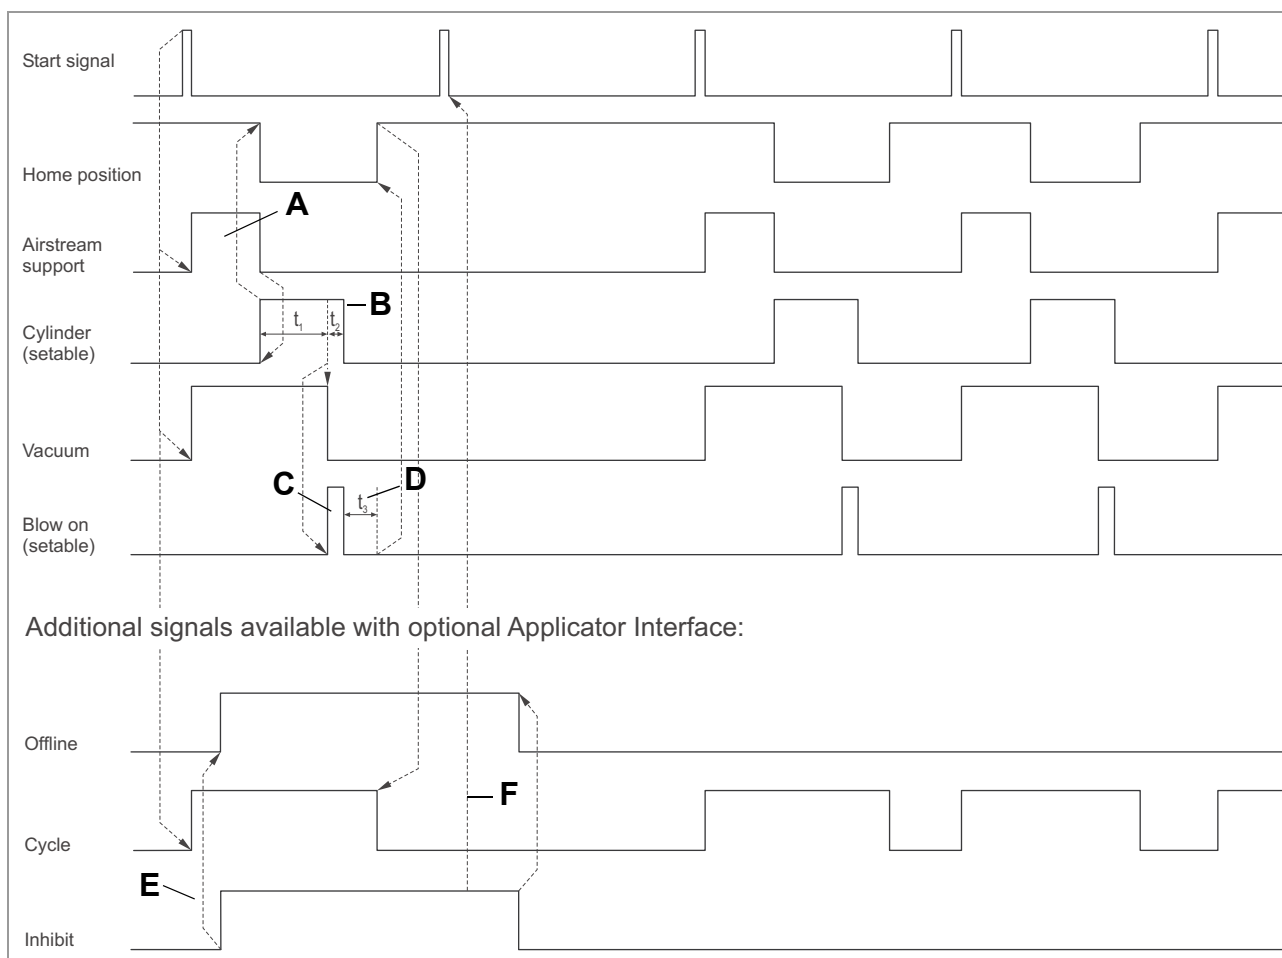 Start signal
Home position
A
Airstream
support
B
t1
t2
Cylinder
(setable)
Vacuum
C
D
t3
Blow on
(setable)
Additional signals available with optional Applicator Interface:
Offline
F
Cycle
E
Inhibit